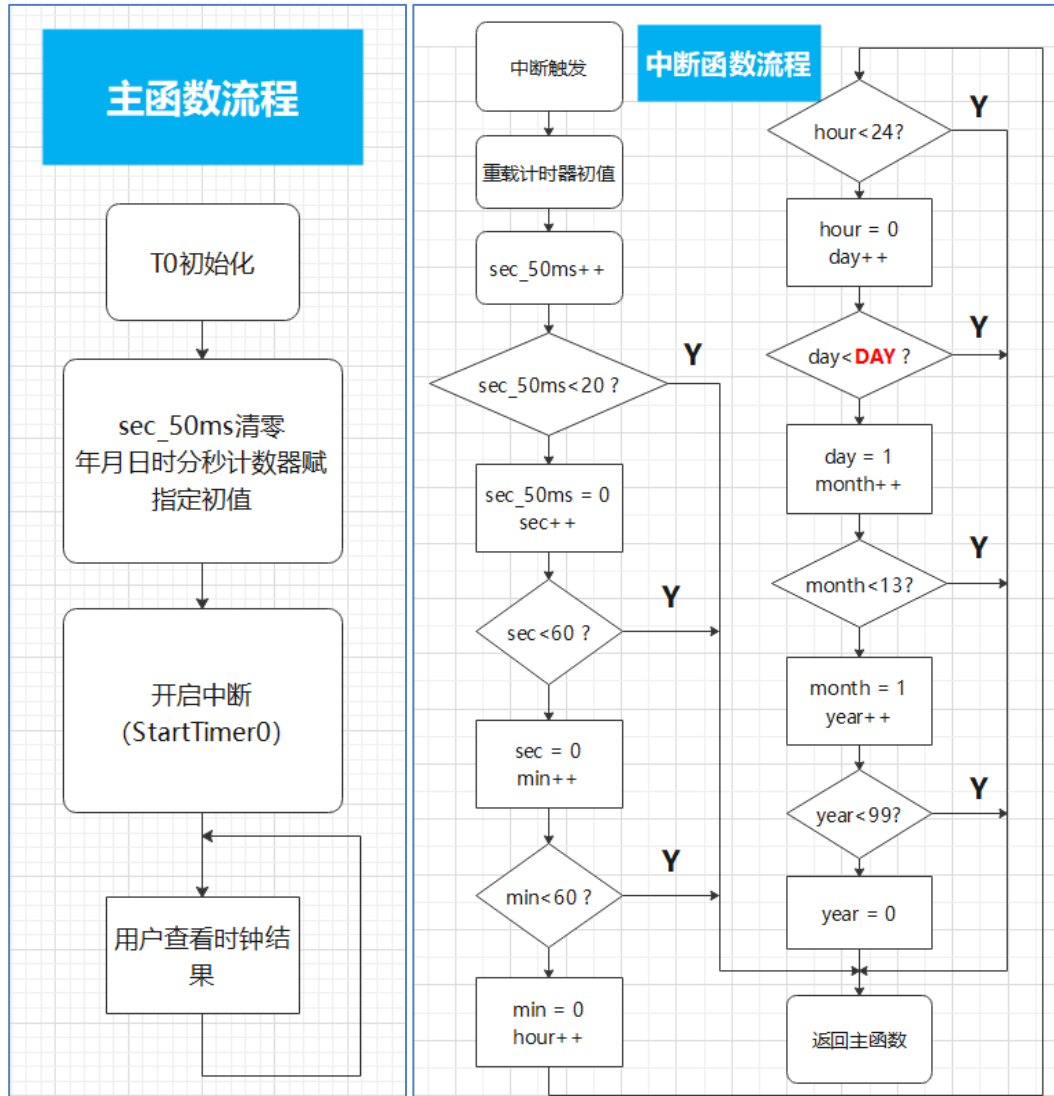 主函数流程
T0初始化
sec_50ms清零
年月日时分秒计数器赋
指定初值
开启中断
（StartTimer0）
用户查看时钟结
果
中断函数流程
中断触发
重载计时器初值
sec_50ms++
sec_50ms<20 ?
Y
sec_50ms = 0
sec++
sec<60 ?
Y
sec = 0
min++
min<60 ?
Y
min = 0
hour++
hour<24?
Y
hour = 0
day++
day<DAY ?
Y
day = 1
month++
month<13?
Y
month = 1
year++
year<99?
Y
year = 0
返回主函数